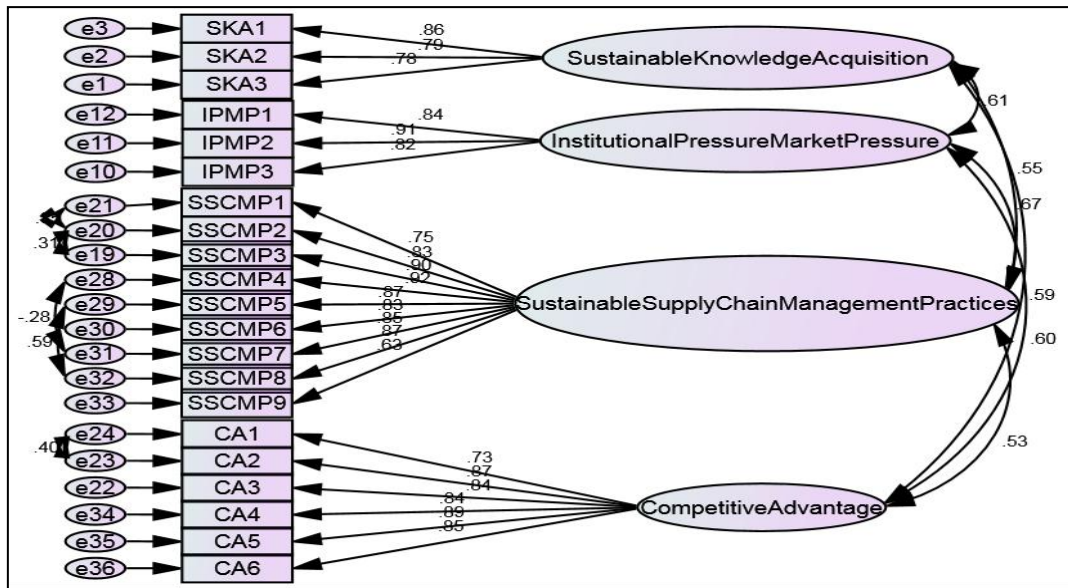 e3 SKA1
.86
SustainableKnowledgeAcquisition
e2 SKA2
.79
e1 SKA3
.78
.61
e12 IPMP1
.84
InstitutionalPressureMarketPressure
e11 IPMP2
.91
e10 IPMP3
.82
.55
.67
e21 SSCMP1
.75
e20 SSCMP2
.83
.31
e19 SSCMP3
.90
e28 SSCMP4
.92
e29 SSCMP5
.87
SustainableSupplyChainManagementPractices
.59
-.28
e30 SSCMP6
.83
.60
.59
e31 SSCMP7
.85
e32 SSCMP8
.87
e33 SSCMP9
.63
e24 CA1
.73
.40
e23 CA2
.87
.53
e22 CA3
.84
e34 CA4
.84
CompetitiveAdvantage
e35 CA5
.89
e36 CA6
.85